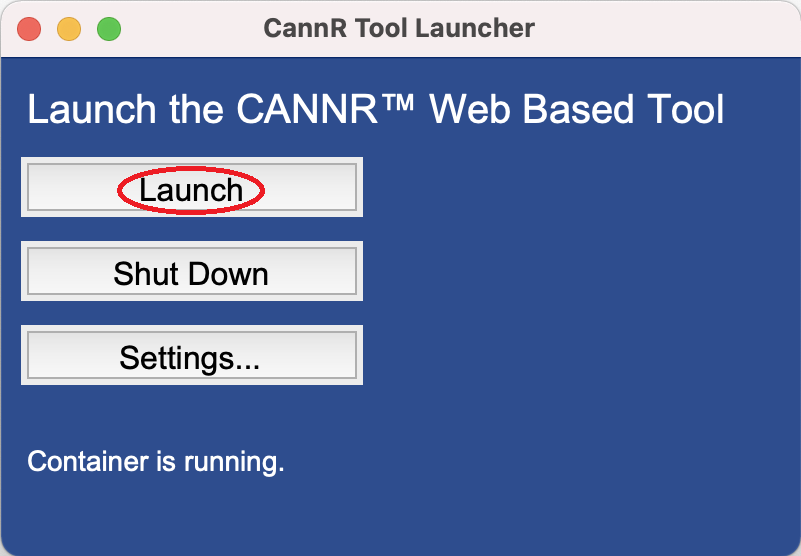 CannR Tool Launcher
Launch the CANNR™ Web Based Tool
Launch
Shut Down
Settings...
Container is running.